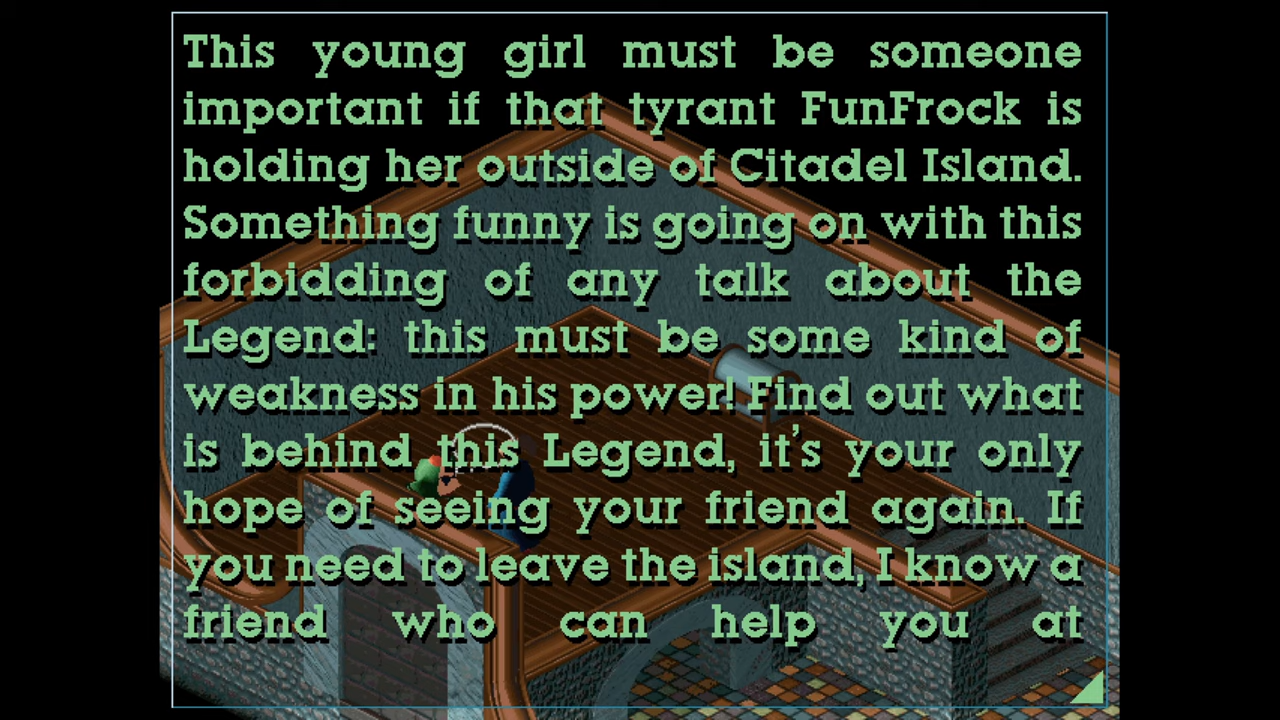 This young girl must be someone
important if that tyrant FunFrock is
holding her outside of Citadel Island.
Something funny is going on with this
forbidding of any talk about the
Legend: this must be some kind of
weakness in his power! Find out what
is behind this Legend, it's your only
hope of seeing your friend again. If
you need to leave the island, I know a
friend who can help you at